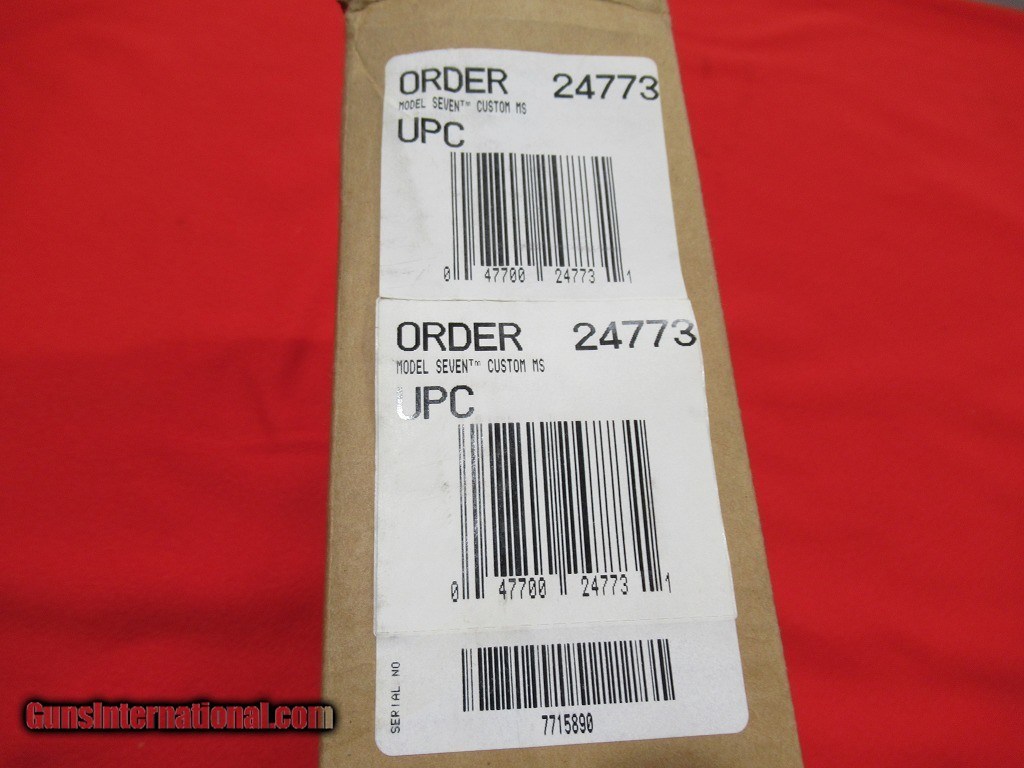 ORDER 24773
MODEL SEVEN™ CUSTOM MS
UPC
0 47700 24773 1
ORDER 24773
MODEL SEVEN™ CUSTOM MS
UPC
0 47700 24773 1
SERIAL NO
7715890
GunsInternational.com